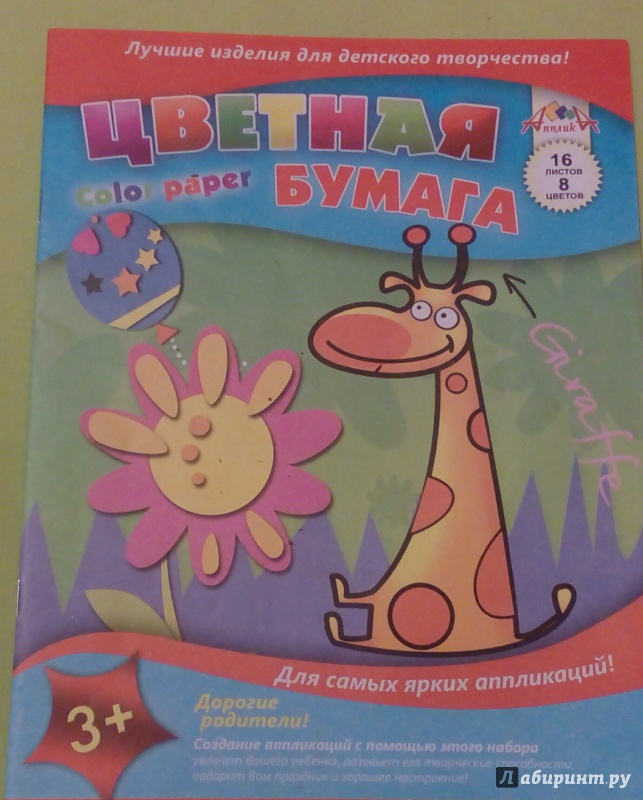 Лучшие изделия для детского творчества!
ЦВЕТНАЯ
АппликА
color paper
БУМАГА
16
ЛИСТОВ
8
ЦВЕТОВ
Giraffe
Для самых ярких аппликаций!
3+
Дорогие
родители!
Создание аппликаций с помощью этого набора
увлечет Вашего ребенка, разовьет его творческие способности,
подарит Вам праздник и хорошее настроение!
Лабиринт.ру